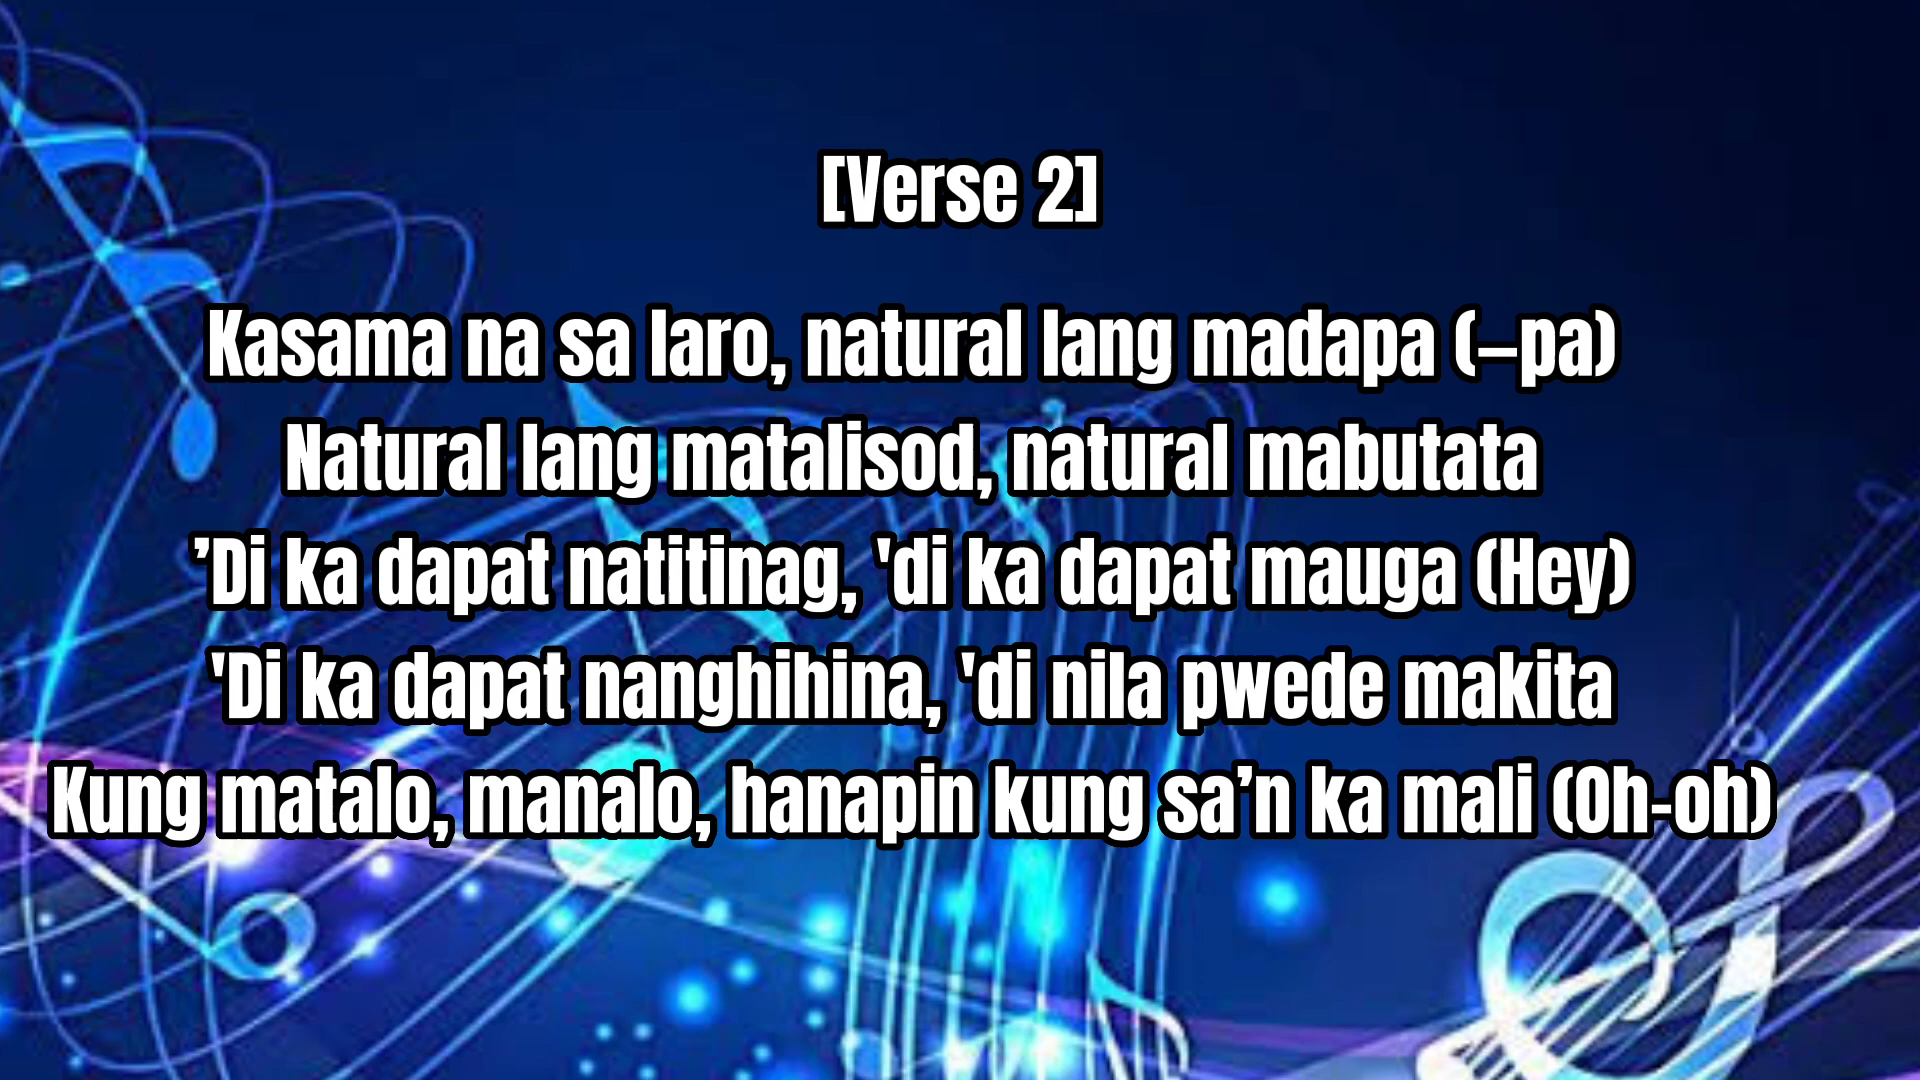 [Verse 2]
Kasama na sa laro, natural lang madapa (–pa)
Natural lang matalisod, natural mabutata
’Di ka dapat natitinag, 'di ka dapat mauga (Hey)
'Di ka dapat nanghihina, 'di nila pwede makita
Kung matalo, manalo, hanapin kung sa’n ka mali (Oh-oh)